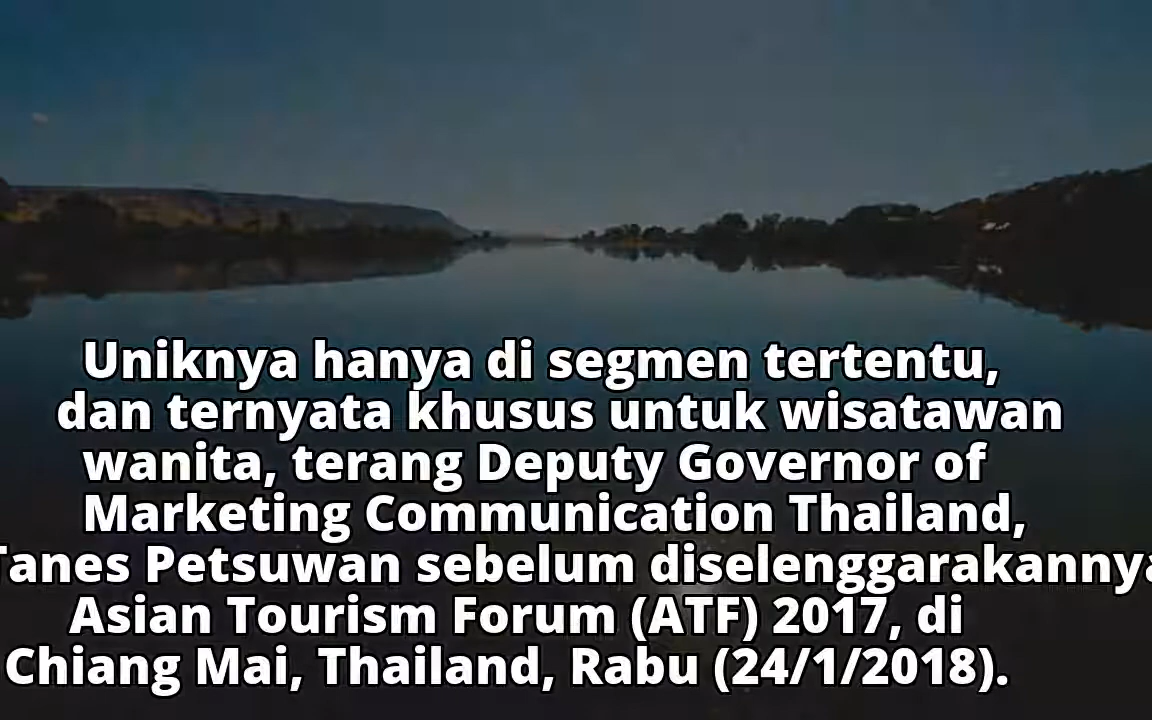 Uniknya hanya di segmen tertentu,
dan ternyata khusus untuk wisatawan
wanita, terang Deputy Governor of
Marketing Communication Thailand,
Tanes Petsuwan sebelum diselenggarakannya
Asian Tourism Forum (ATF) 2017, di
Chiang Mai, Thailand, Rabu (24/1/2018).